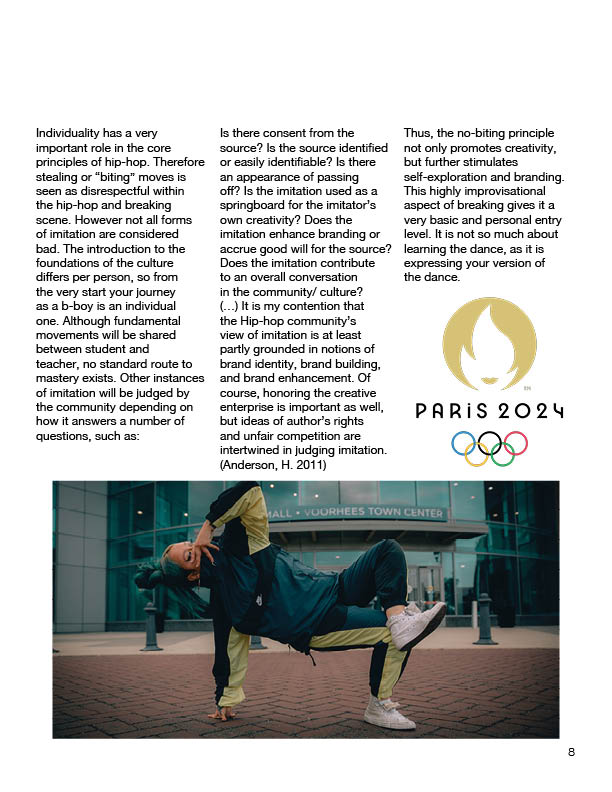 Individuality has a very
important role in the core
principles of hip-hop. Therefore
stealing or “biting” moves is
seen as disrespectful within
the hip-hop and breaking
scene. However not all forms
of imitation are considered
bad. The introduction to the
foundations of the culture
differs per person, so from
the very start your journey
as a b-boy is an individual
one. Although fundamental
movements will be shared
between student and
teacher, no standard route to
mastery exists. Other instances
of imitation will be judged by
the community depending on
how it answers a number of
questions, such as:
Is there consent from the
source? Is the source identified
or easily identifiable? Is there
an appearance of passing
off? Is the imitation used as a
springboard for the imitator’s
own creativity? Does the
imitation enhance branding or
accrue good will for the source?
Does the imitation contribute
to an overall conversation
in the community/ culture?
(…) It is my contention that
the Hip-hop community’s
view of imitation is at least
partly grounded in notions of
brand identity, brand building,
and brand enhancement. Of
course, honoring the creative
enterprise is important as well,
but ideas of author’s rights
and unfair competition are
intertwined in judging imitation.
(Anderson, H. 2011)
Thus, the no-biting principle
not only promotes creativity,
but further stimulates
self-exploration and branding.
This highly improvisational
aspect of breaking gives it a
very basic and personal entry
level. It is not so much about
learning the dance, as it is
expressing your version of
the dance.
PARIS 2024
MALL • VOORHEES TOWN CENTER
8